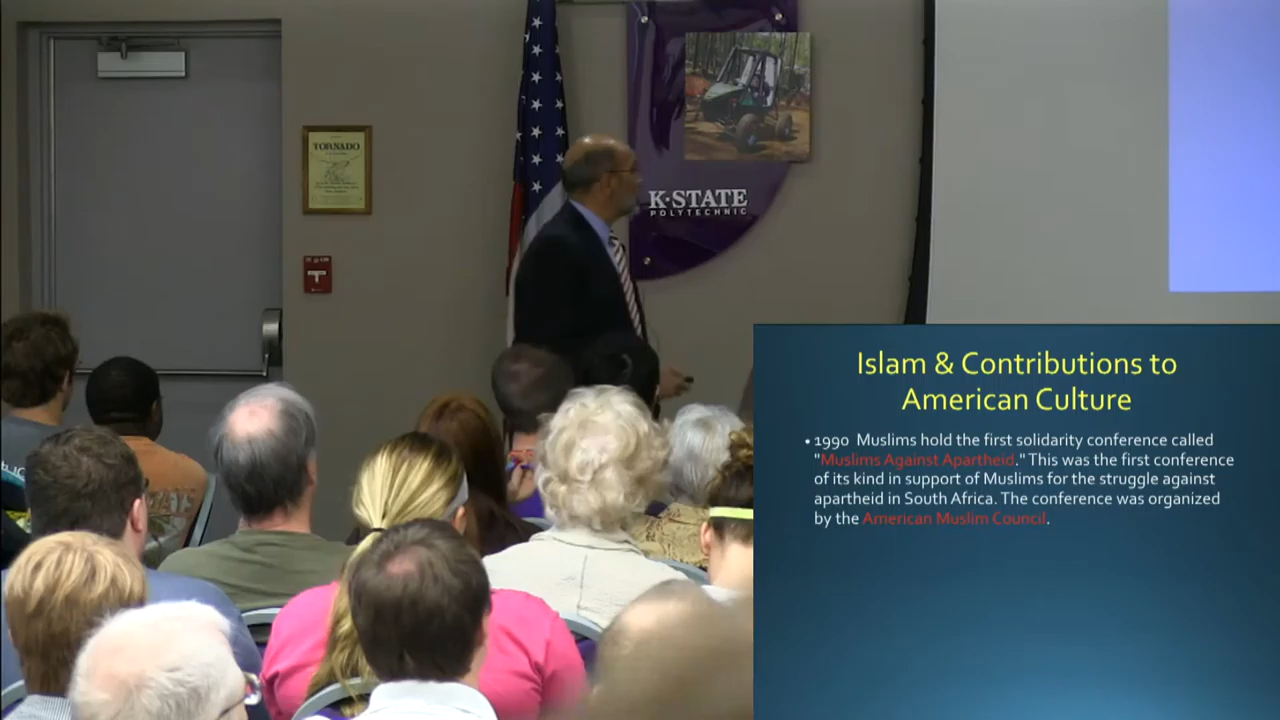 TORNADO
K·STATE
POLYTECHNIC
Islam & Contributions to
American Culture
• 1990 Muslims hold the first solidarity conference called
"Muslims Against Apartheid." This was the first conference
of its kind in support of Muslims for the struggle against
apartheid in South Africa. The conference was organized
by the American Muslim Council.